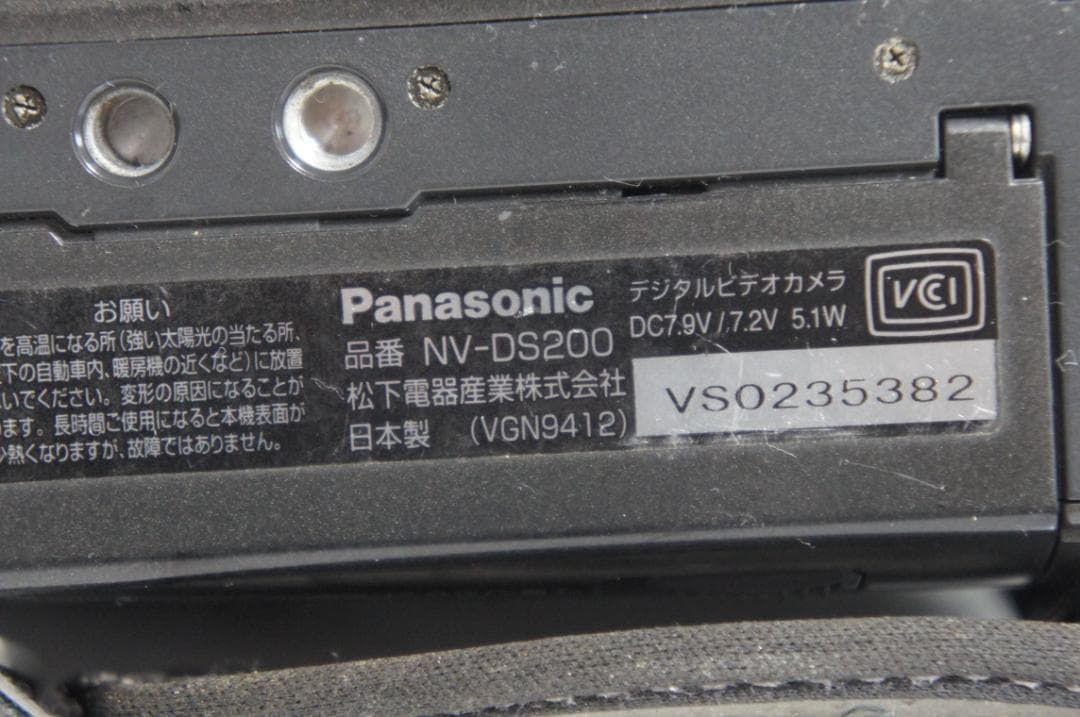 お願い
を高温になる所(強い太陽光の当たる所、
下の自動車内、暖房機の近くなど)に放置
いでください。変形の原因になることが
ます。長時間ご使用になると本機表面が
熱くなりますが、故障ではありません。
Panasonic
品番 NV-DS200
松下電器産業株式会社
日本製 (VGN9412)
デジタルビデオカメラ
DC7.9V/7.2V 5.1W
VCCI
VS0235382